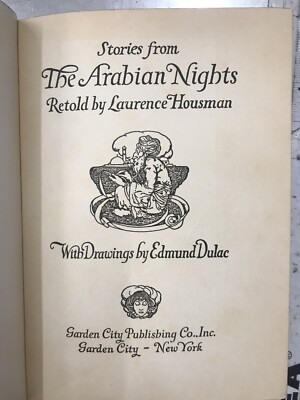 Stories from
The Arabian Nights
Retold by Laurence Housman
With Drawings by Edmund Dulac
Garden City Publishing Co., Inc.
Garden City – New York